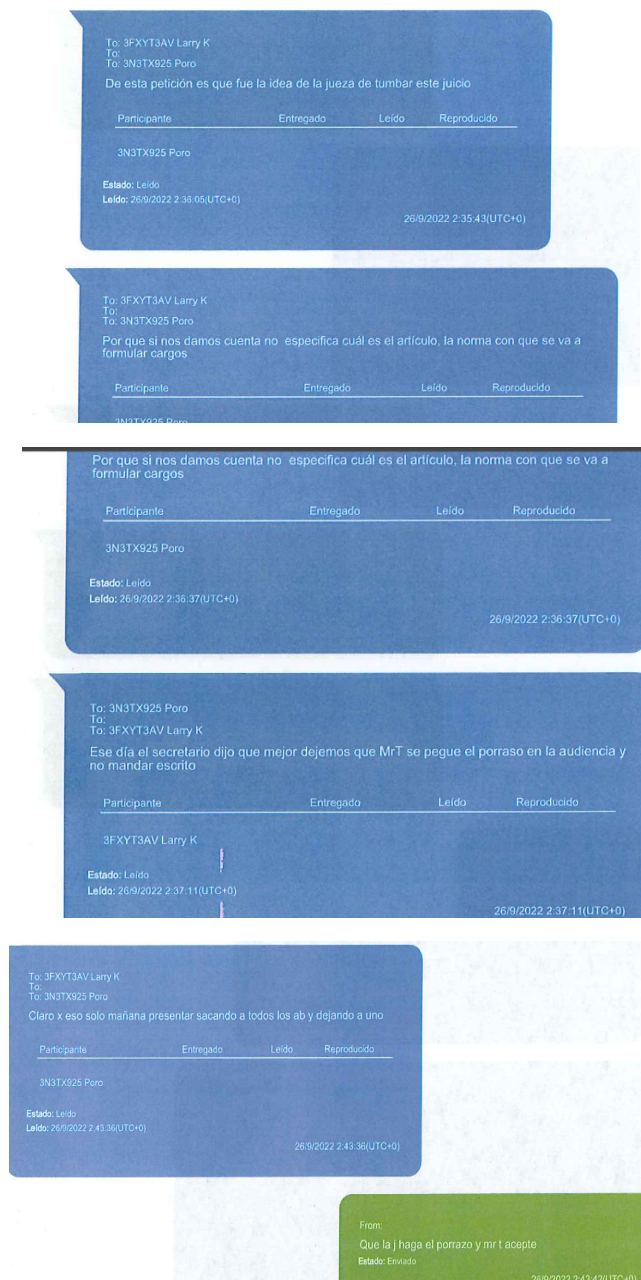 To: 3FXYT3AV Larry K
To:
To: 3N3TX925 Poro
De esta petición es que fue la idea de la jueza de tumbar este juicio
Participante Entregado Leído Reproducido
3N3TX925 Poro
Estado: Leído
Leído: 26/9/2022 2:36:05(UTC+0)
26/9/2022 2:35:43(UTC+0)
To: 3FXYT3AV Larry K
To:
To: 3N3TX925 Poro
Por que si nos damos cuenta no especifica cuál es el artículo, la norma con que se va a
formular cargos
Participante Entregado Leído Reproducido
3N3TX925 Poro
Por que si nos damos cuenta no especifica cuál es el artículo, la norma con que se va a
formular cargos
Participante Entregado Leído Reproducido
3N3TX925 Poro
Estado: Leído
Leído: 26/9/2022 2:36:37(UTC+0)
26/9/2022 2:36:37(UTC+0)
To: 3N3TX925 Poro
To:
To: 3FXYT3AV Larry K
Ese día el secretario dijo que mejor dejemos que MrT se pegue el porraso en la audiencia y
no mandar escrito
Participante Entregado Leído Reproducido
3FXYT3AV Larry K
Estado: Leído
Leído: 26/9/2022 2:37:11(UTC+0)
26/9/2022 2:37:11(UTC+0)
To: 3FXYT3AV Larry K
To:
To: 3N3TX925 Poro
Claro x eso solo mañana presentar sacando a todos los ab y dejando a uno
Participante Entregado Leído Reproducido
3N3TX925 Poro
Estado: Leído
Leído: 26/9/2022 2:43:36(UTC+0)
26/9/2022 2:43:36(UTC+0)
From:
Que la j haga el porrazo y mr t acepte
Estado: Enviado
26/9/2022 2:43:42(UTC+0)